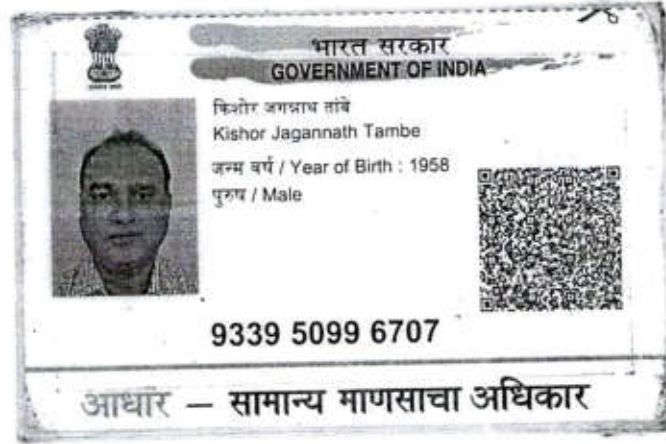 भारत सरकार
GOVERNMENT OF INDIA
किशोर जगन्नाथ तांबे
Kishor Jagannath Tambe
जन्म वर्ष / Year of Birth : 1958
पुरुष / Male
9339 5099 6707
आधार — सामान्य माणसाचा अधिकार